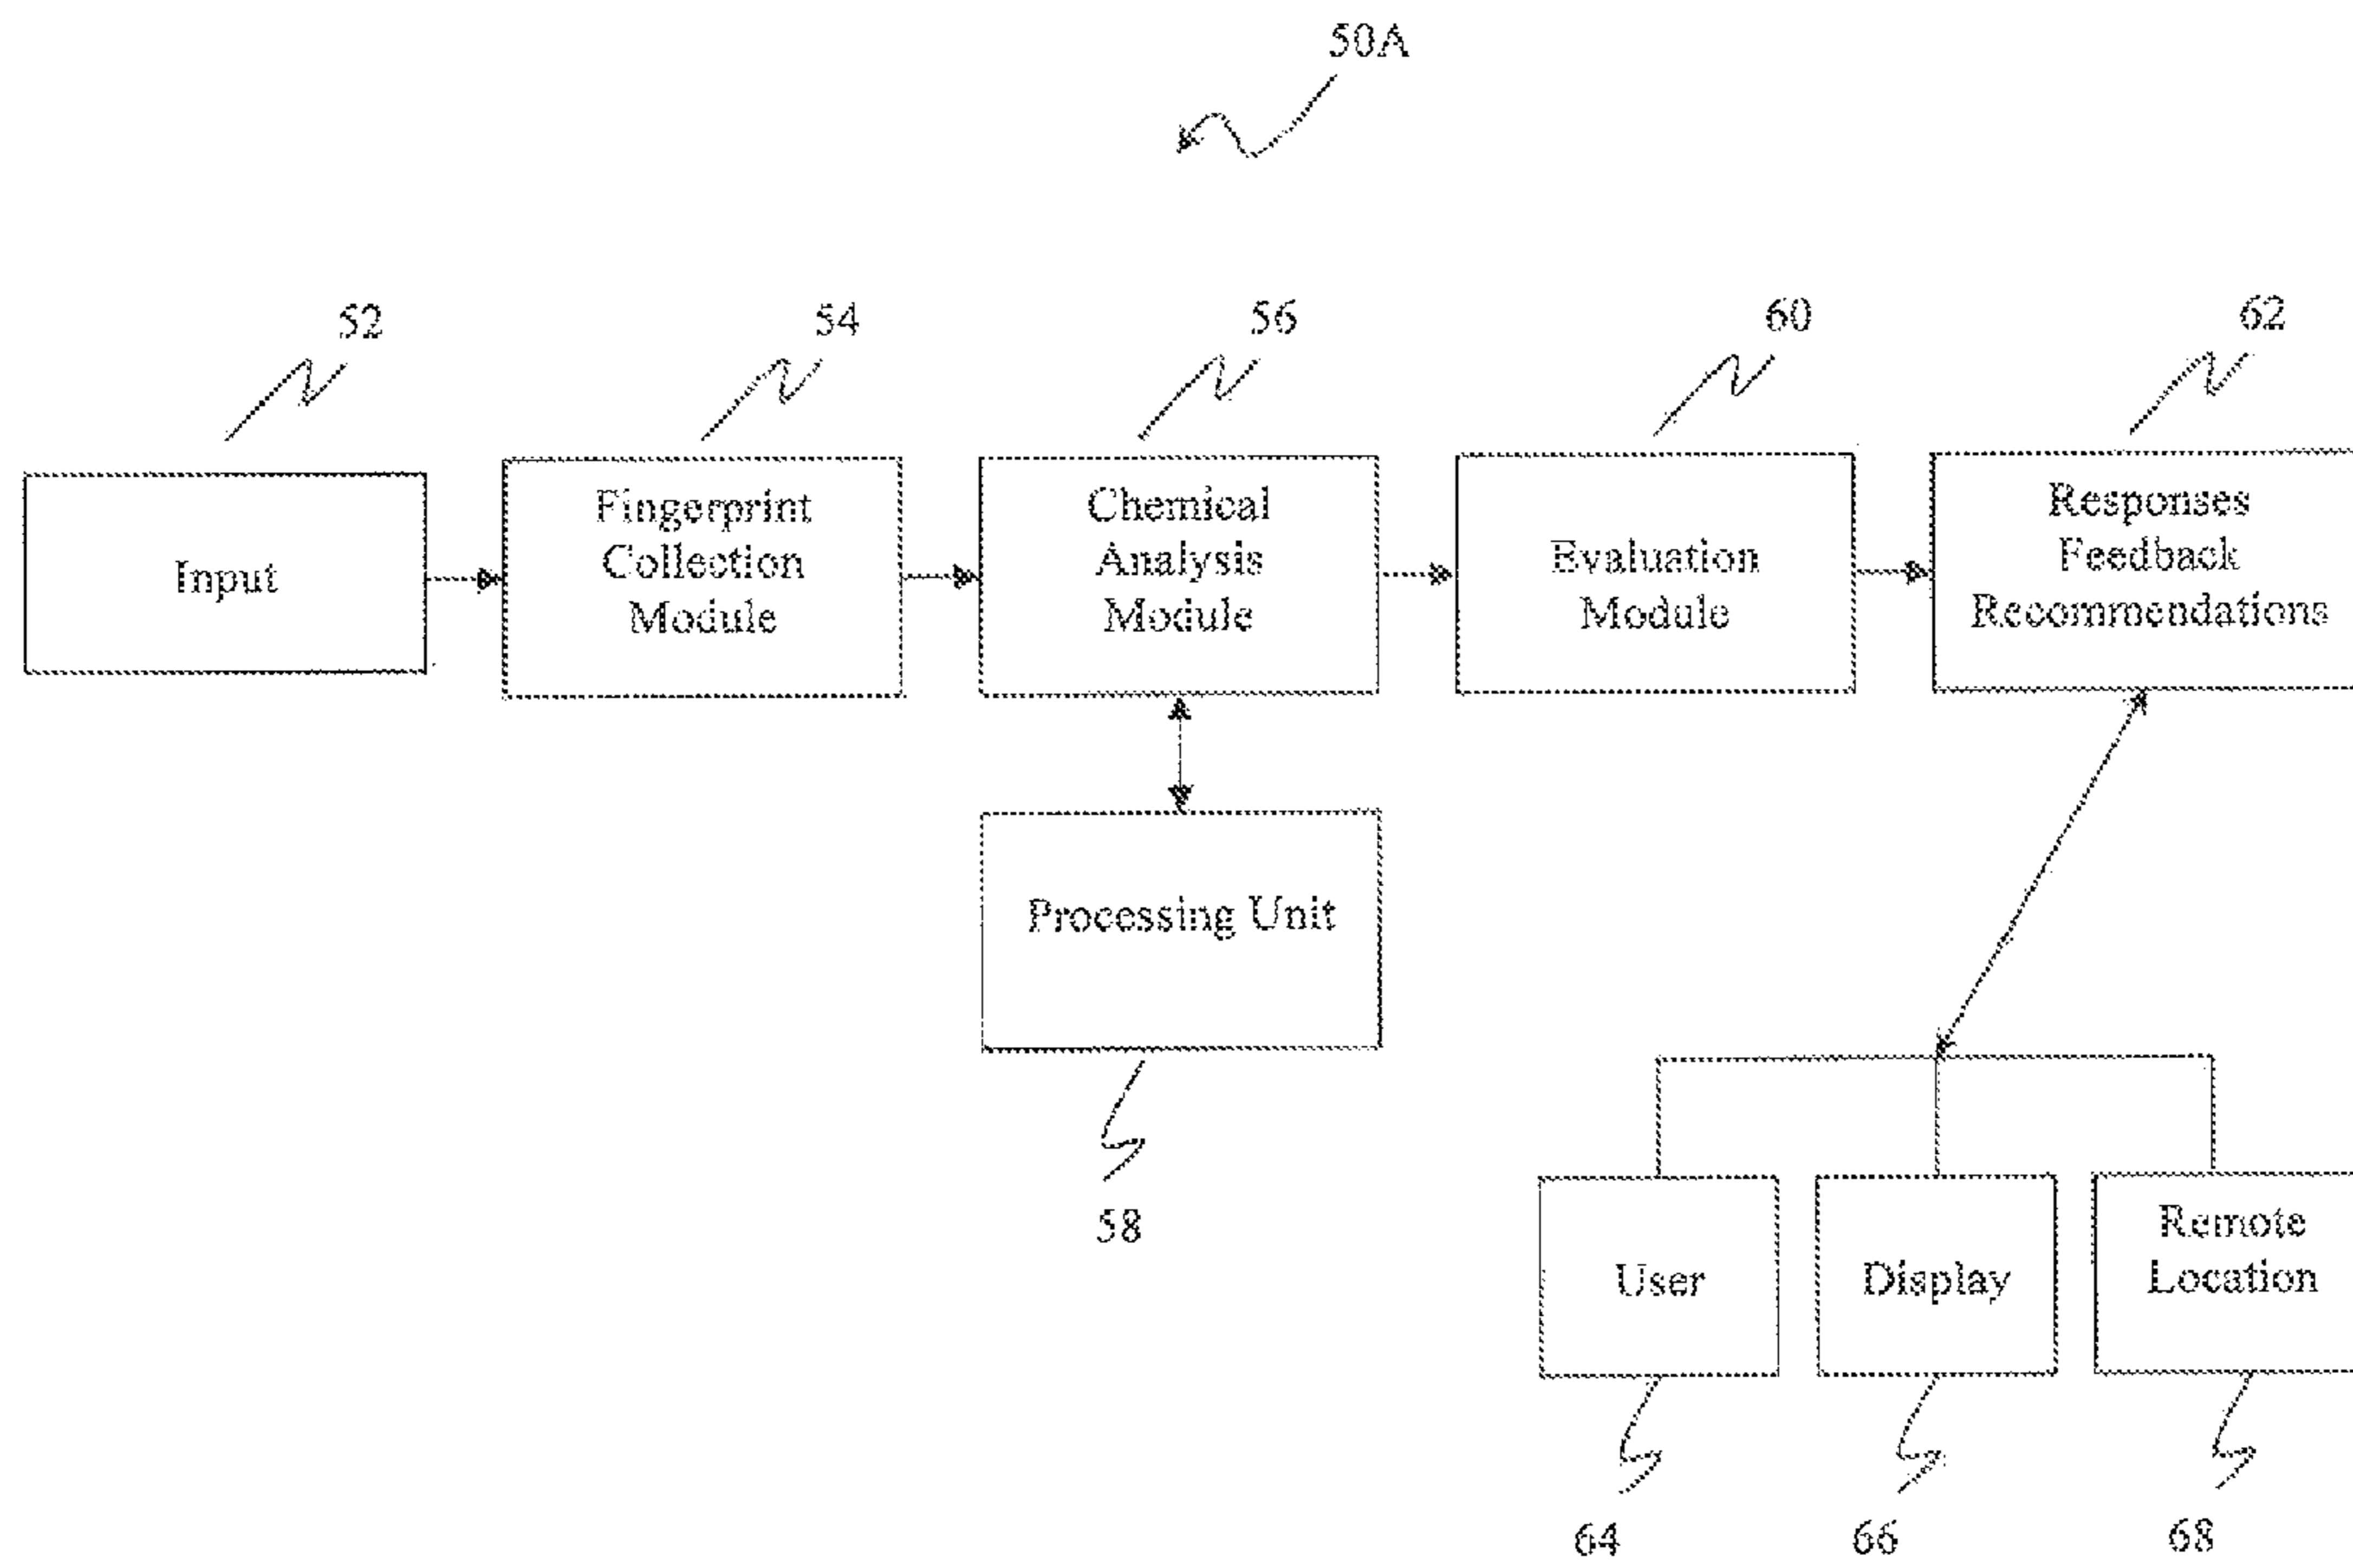 50A
52
54
56
60
62
Input
Fingerprint
Collection
Module
Chemical
Analysis
Module
Evaluation
Module
Responses
Feedback
Recommendations
Processing Unit
58
User
Display
Remote
Location
64
66
68